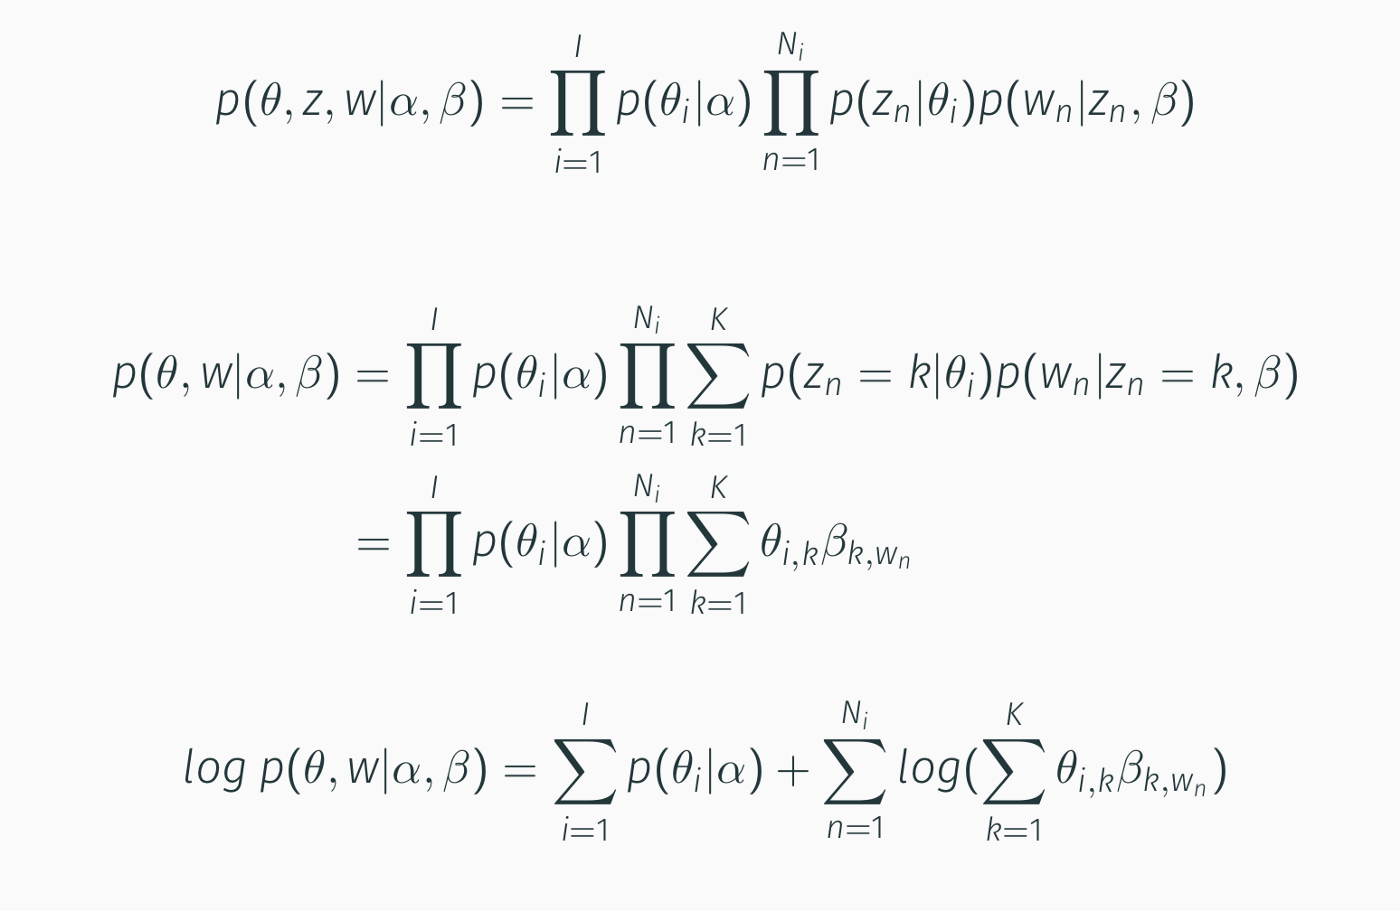 p(θ, z, w|α, β) = ∏_{i=1}^{I} p(θ_i|α) ∏_{n=1}^{N_i} p(z_n|θ_i)p(w_n|z_n, β)
p(θ, w|α, β) = ∏_{i=1}^{I} p(θ_i|α) ∏_{n=1}^{N_i} ∑_{k=1}^{K} p(z_n = k|θ_i)p(w_n|z_n = k, β)
= ∏_{i=1}^{I} p(θ_i|α) ∏_{n=1}^{N_i} ∑_{k=1}^{K} θ_{i,k}β_{k,w_n}
log p(θ, w|α, β) = ∑_{i=1}^{I} p(θ_i|α) + ∑_{n=1}^{N_i} log(∑_{k=1}^{K} θ_{i,k}β_{k,w_n})